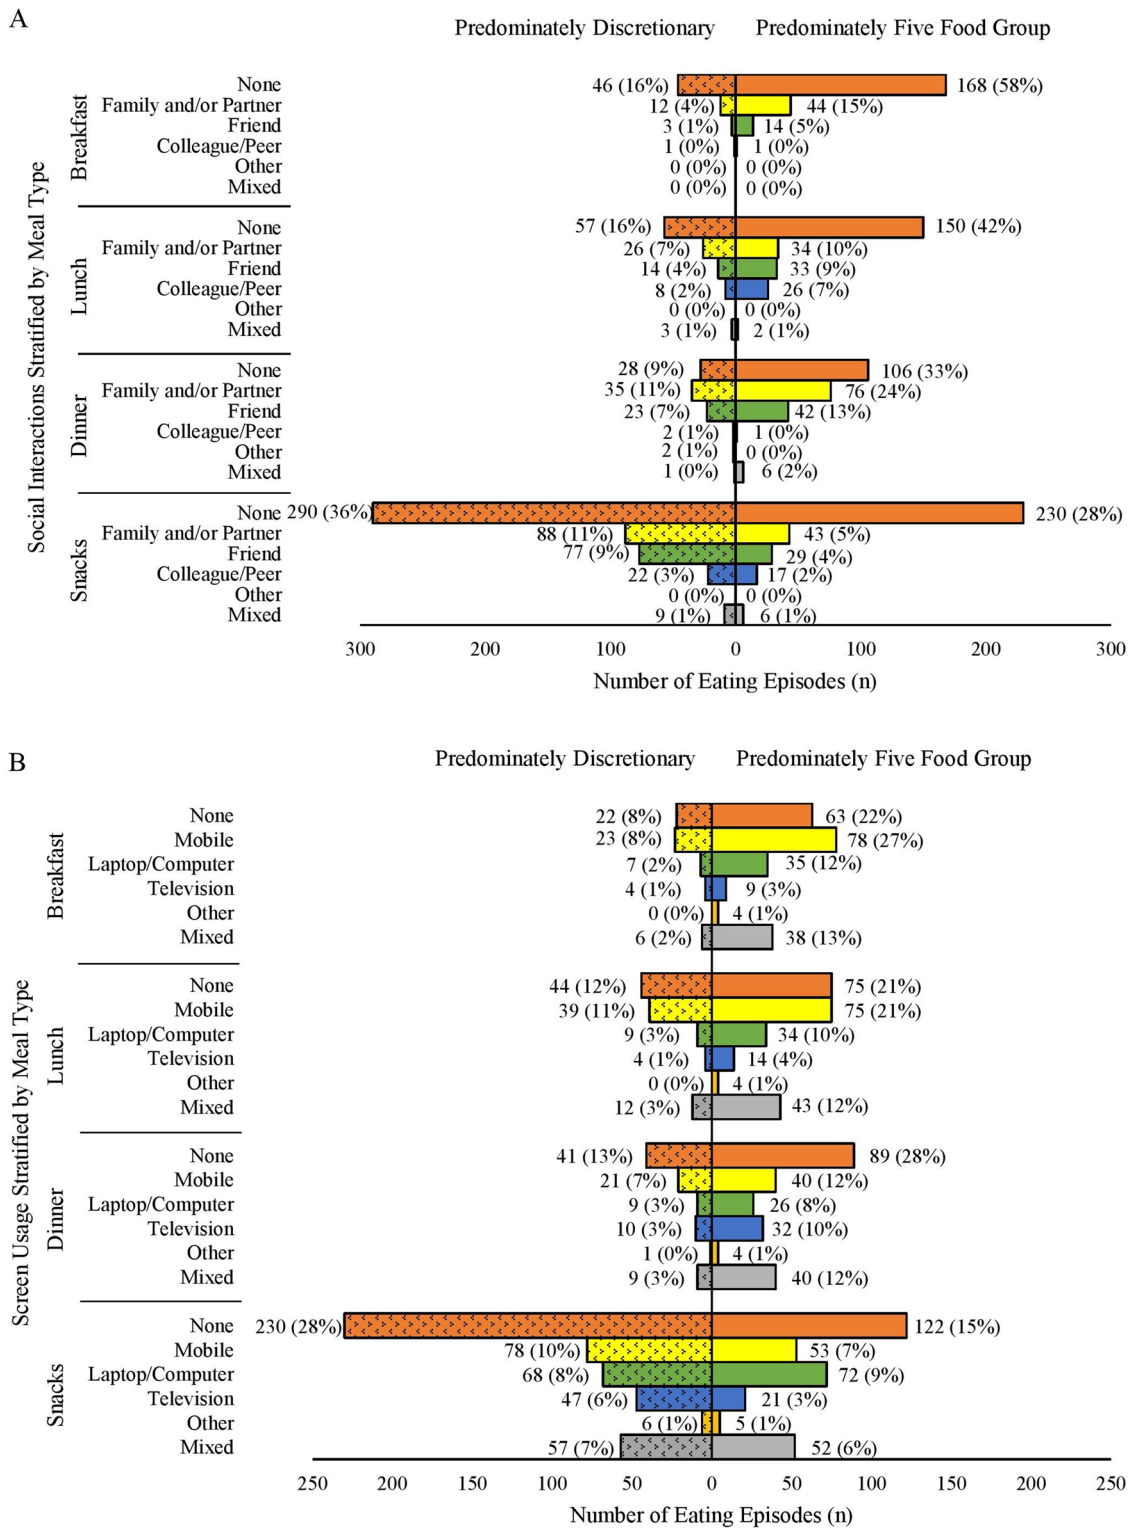 A
Predominately Discretionary Predominately Five Food Group
Social Interactions Stratified by Meal Type
Breakfast
None 46 (16%) 168 (58%)
Family and/or Partner 12 (4%) 44 (15%)
Friend 3 (1%) 14 (5%)
Colleague/Peer 1 (0%) 1 (0%)
Other 0 (0%) 0 (0%)
Mixed 0 (0%) 0 (0%)
Lunch
None 57 (16%) 150 (42%)
Family and/or Partner 26 (7%) 34 (10%)
Friend 14 (4%) 33 (9%)
Colleague/Peer 8 (2%) 26 (7%)
Other 0 (0%) 0 (0%)
Mixed 3 (1%) 2 (1%)
Dinner
None 28 (9%) 106 (33%)
Family and/or Partner 35 (11%) 76 (24%)
Friend 23 (7%) 42 (13%)
Colleague/Peer 2 (1%) 1 (0%)
Other 2 (1%) 0 (0%)
Mixed 1 (0%) 6 (2%)
Snacks
None 290 (36%) 230 (28%)
Family and/or Partner 88 (11%) 43 (5%)
Friend 77 (9%) 29 (4%)
Colleague/Peer 22 (3%) 17 (2%)
Other 0 (0%) 0 (0%)
Mixed 9 (1%) 6 (1%)
300 200 100 0 100 200 300
Number of Eating Episodes (n)
B
Predominately Discretionary Predominately Five Food Group
Screen Usage Stratified by Meal Type
Breakfast
None 22 (8%) 63 (22%)
Mobile 23 (8%) 78 (27%)
Laptop/Computer 7 (2%) 35 (12%)
Television 4 (1%) 9 (3%)
Other 0 (0%) 4 (1%)
Mixed 6 (2%) 38 (13%)
Lunch
None 44 (12%) 75 (21%)
Mobile 39 (11%) 75 (21%)
Laptop/Computer 9 (3%) 34 (10%)
Television 4 (1%) 14 (4%)
Other 0 (0%) 4 (1%)
Mixed 12 (3%) 43 (12%)
Dinner
None 41 (13%) 89 (28%)
Mobile 21 (7%) 40 (12%)
Laptop/Computer 9 (3%) 26 (8%)
Television 10 (3%) 32 (10%)
Other 1 (0%) 4 (1%)
Mixed 9 (3%) 40 (12%)
Snacks
None 230 (28%) 122 (15%)
Mobile 78 (10%) 53 (7%)
Laptop/Computer 68 (8%) 72 (9%)
Television 47 (6%) 21 (3%)
Other 6 (1%) 5 (1%)
Mixed 57 (7%) 52 (6%)
250 200 150 100 50 0 50 100 150 200 250
Number of Eating Episodes (n)